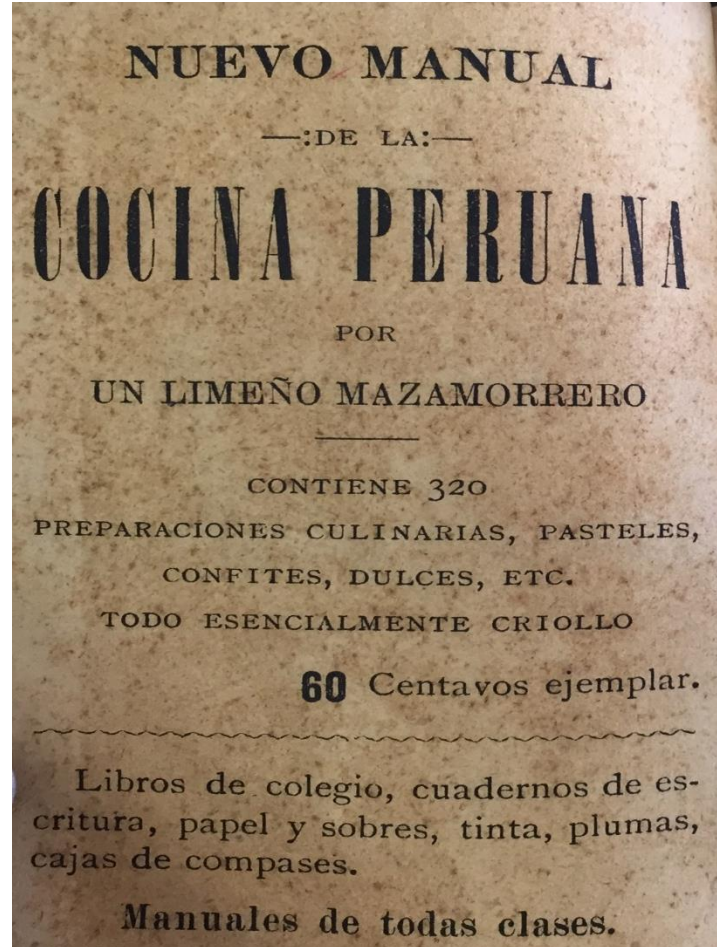 NUEVO MANUAL
—:DE LA:—
COCINA PERUANA
POR
UN LIMEÑO MAZAMORRERO
CONTIENE 320
PREPARACIONES CULINARIAS, PASTELES,
CONFITES, DULCES, ETC.
TODO ESENCIALMENTE CRIOLLO
60 Centavos ejemplar.
Libros de colegio, cuadernos de es-
critura, papel y sobres, tinta, plumas,
cajas de compases.
Manuales de todas clases.